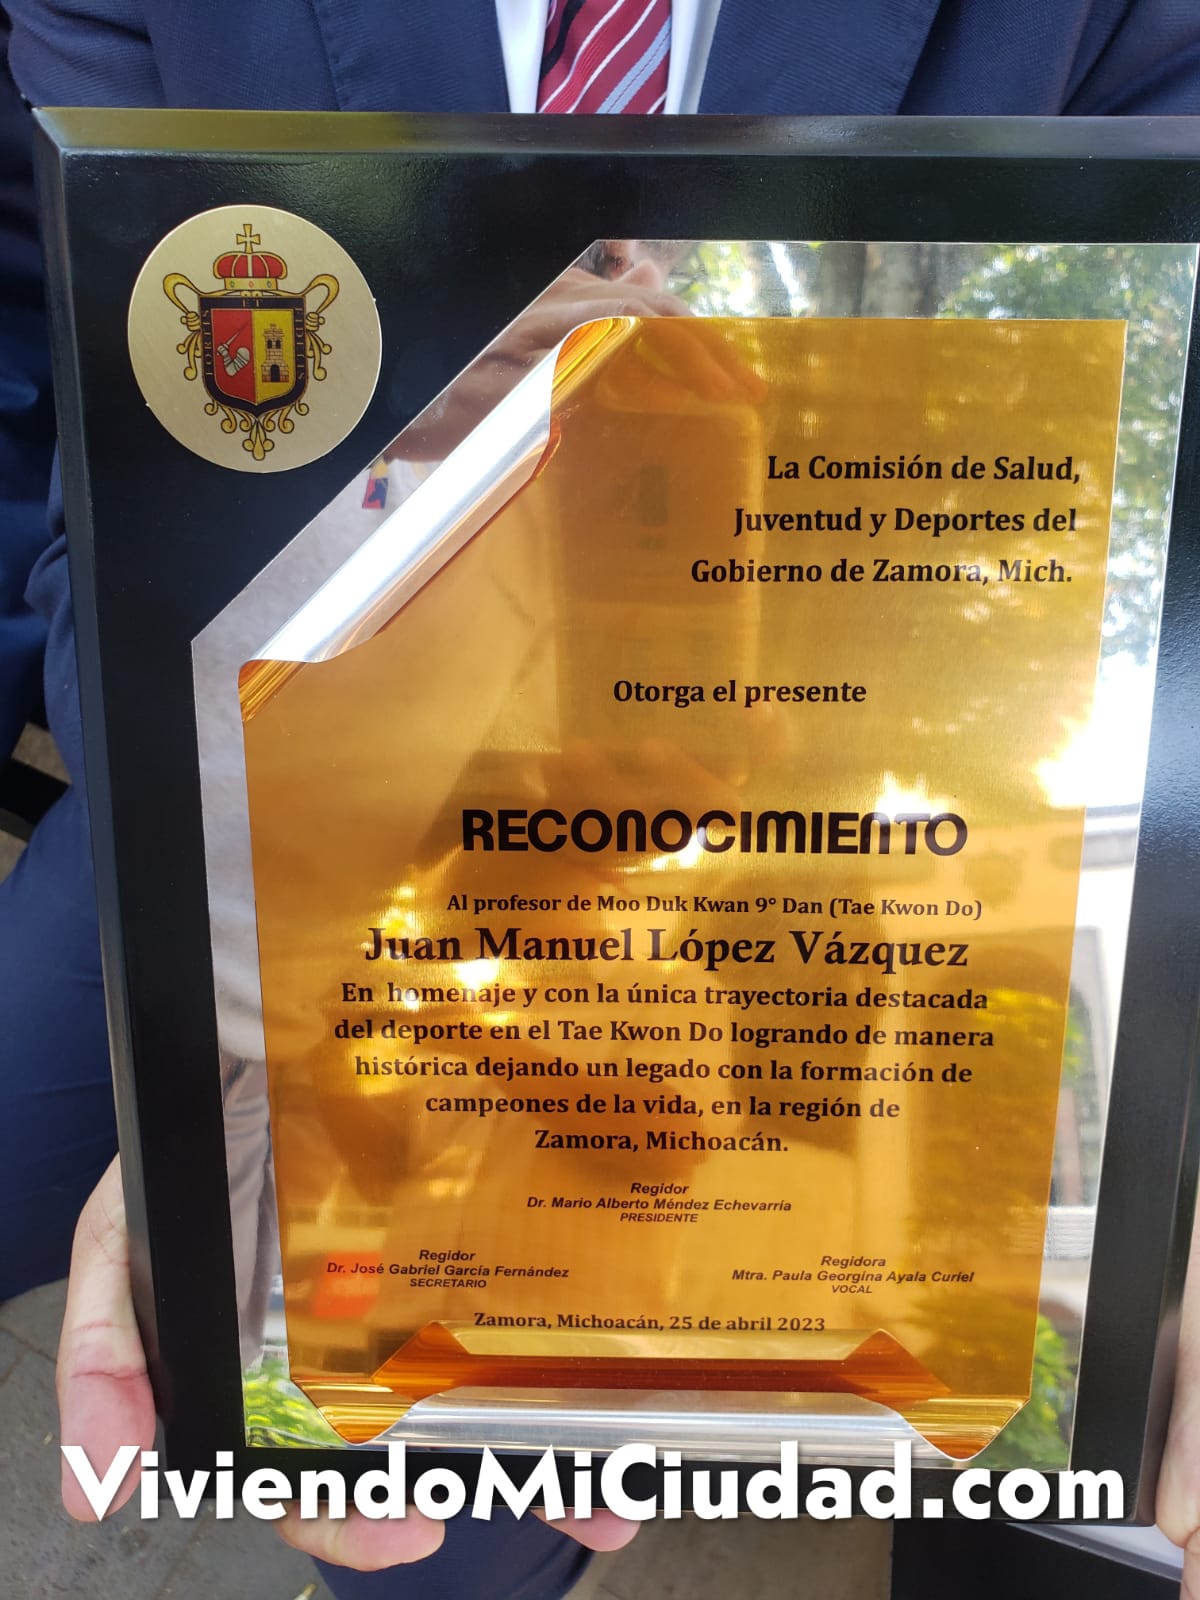 FORTIS ET FIDELIS
La Comisión de Salud,
Juventud y Deportes del
Gobierno de Zamora, Mich.
Otorga el presente
RECONOCIMIENTO
Al profesor de Moo Duk Kwan 9° Dan (Tae Kwon Do)
Juan Manuel López Vázquez
En homenaje y con la única trayectoria destacada
del deporte en el Tae Kwon Do logrando de manera
histórica dejando un legado con la formación de
campeones de la vida, en la región de
Zamora, Michoacán.
Regidor
Dr. Mario Alberto Méndez Echevarría
PRESIDENTE
Regidor
Dr. José Gabriel García Fernández
SECRETARIO
Regidora
Mtra. Paula Georgina Ayala Curiel
VOCAL
Zamora, Michoacán, 25 de abril 2023
ViviendoMiCiudad.com